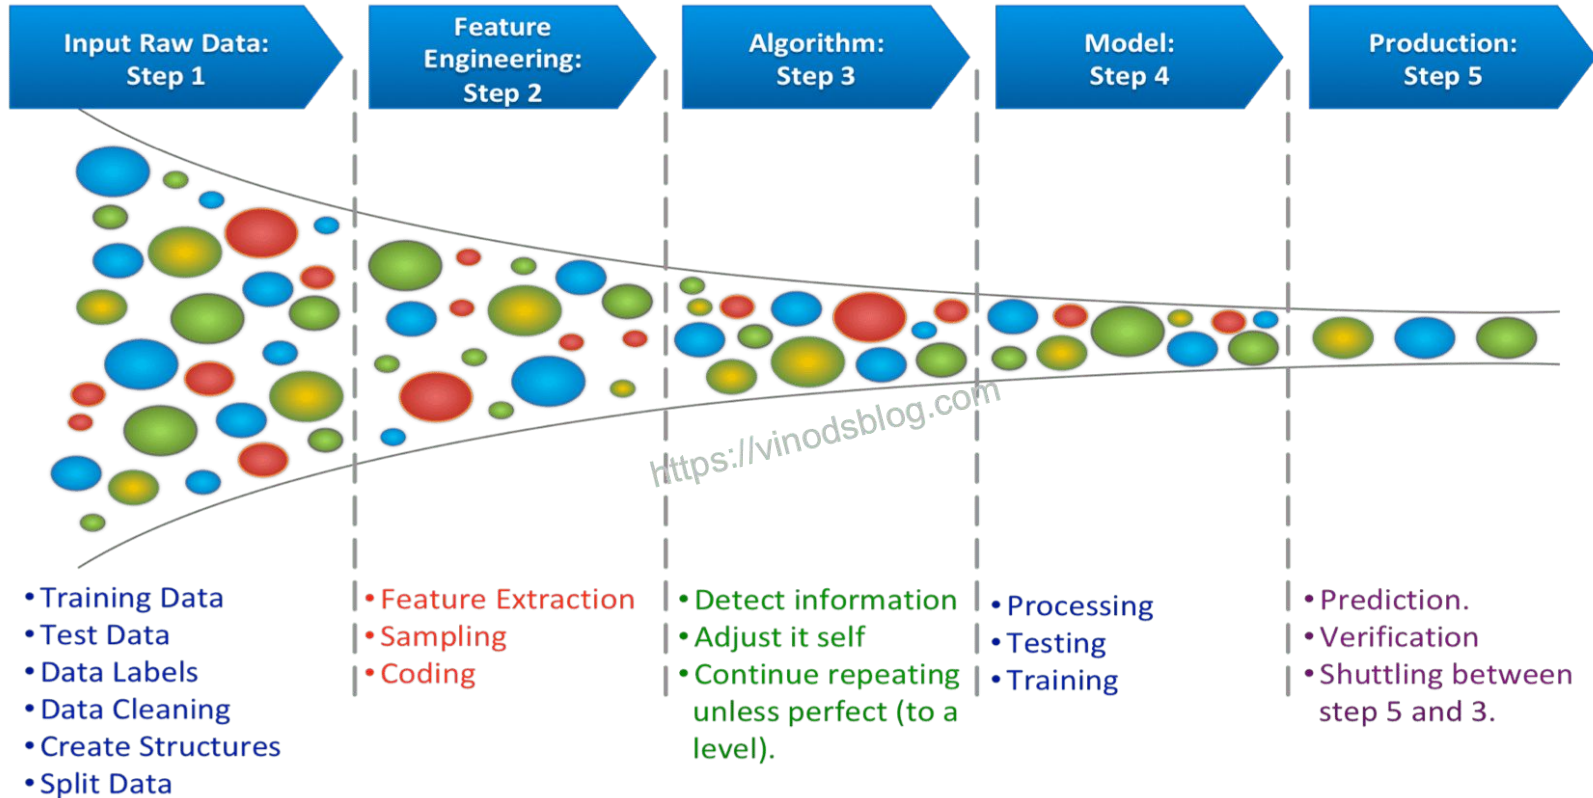 Input Raw Data:
Step 1
Feature
Engineering:
Step 2
Algorithm:
Step 3
Model:
Step 4
Production:
Step 5
https://vinodsblog.com
• Training Data
• Test Data
• Data Labels
• Data Cleaning
• Create Structures
• Split Data
• Feature Extraction
• Sampling
• Coding
• Detect information
• Adjust it self
• Continue repeating
unless perfect (to a
level).
• Processing
• Testing
• Training
• Prediction.
• Verification
• Shuttling between
step 5 and 3.